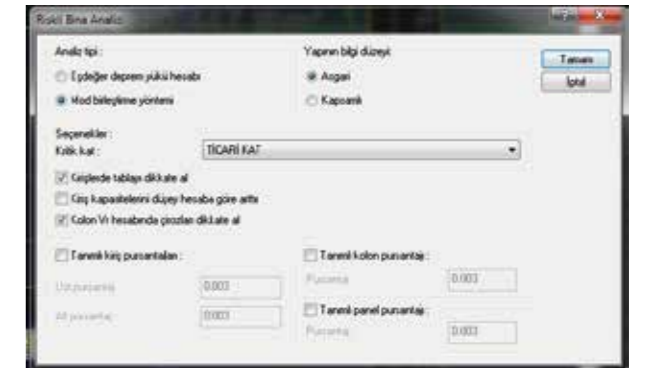 Riskli Bina Analizi
Analiz tipi :
Eşdeğer deprem yükü hesabı
Mod birleştirme yöntemi
Yapının bilgi düzeyi:
Asgari
Kapsamlı
Tamam
İptal
Seçenekler :
Kritik kat :
TİCARİ KAT
Kirişlerde tablayı dikkate al
Kiriş kapasitelerini düşey hesaba göre arttır
Kolon Vr hesabında çirozları dikkate al
Tanımlı kiriş pursantaları :
Üst pursantaj
0.003
Alt pursantaj
0.003
Tanımlı kolon pursantajı :
Pursantaj
0.003
Tanımlı panel pursantajı :
Pursantaj
0.003